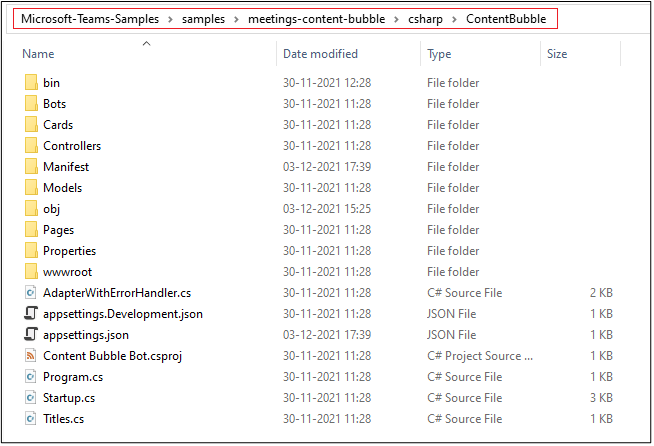 Microsoft-Teams-Samples > samples > meetings-content-bubble > csharp > ContentBubble
Name Date modified Type Size
bin 30-11-2021 12:28 File folder
Bots 30-11-2021 11:28 File folder
Cards 30-11-2021 11:28 File folder
Controllers 30-11-2021 11:28 File folder
Manifest 03-12-2021 17:39 File folder
Models 30-11-2021 11:28 File folder
obj 03-12-2021 15:25 File folder
Pages 30-11-2021 11:28 File folder
Properties 30-11-2021 11:28 File folder
wwwroot 30-11-2021 11:28 File folder
AdapterWithErrorHandler.cs 30-11-2021 11:28 C# Source File 2 KB
appsettings.Development.json 30-11-2021 11:28 JSON File 1 KB
appsettings.json 03-12-2021 17:39 JSON File 1 KB
Content Bubble Bot.csproj 30-11-2021 11:28 C# Project Source ... 1 KB
Program.cs 30-11-2021 11:28 C# Source File 1 KB
Startup.cs 30-11-2021 11:28 C# Source File 3 KB
Titles.cs 30-11-2021 11:28 C# Source File 1 KB